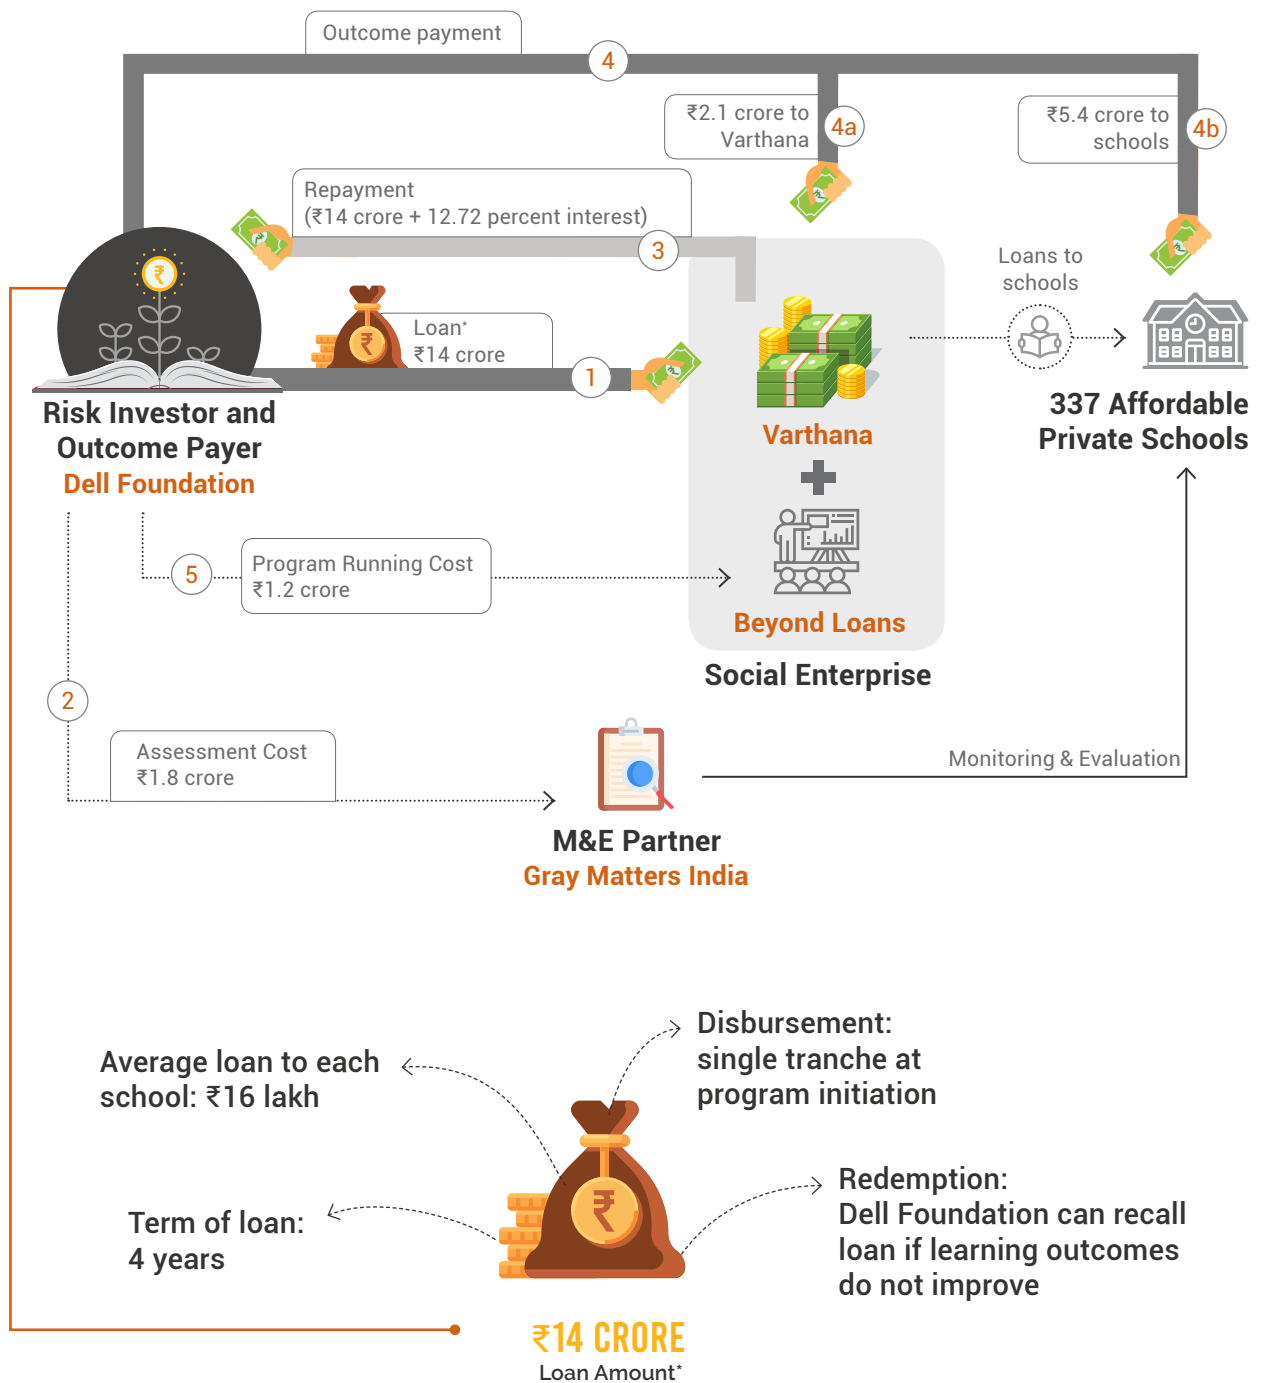 Outcome payment
4
₹2.1 crore to
Varthana
4a
₹5.4 crore to
schools
4b
Repayment
(₹14 crore + 12.72 percent interest)
3
₹
Loan*
₹14 crore
₹
1
Loans to
schools
Risk Investor and
Outcome Payer
Dell Foundation
Varthana
337 Affordable
Private Schools
5
Program Running Cost
₹1.2 crore
Beyond Loans
Social Enterprise
2
Assessment Cost
₹1.8 crore
Monitoring & Evaluation
M&E Partner
Gray Matters India
Average loan to each
school: ₹16 lakh
Disbursement:
single tranche at
program initiation
Term of loan:
4 years
₹
Redemption:
Dell Foundation can recall
loan if learning outcomes
do not improve
₹14 CRORE
Loan Amount*